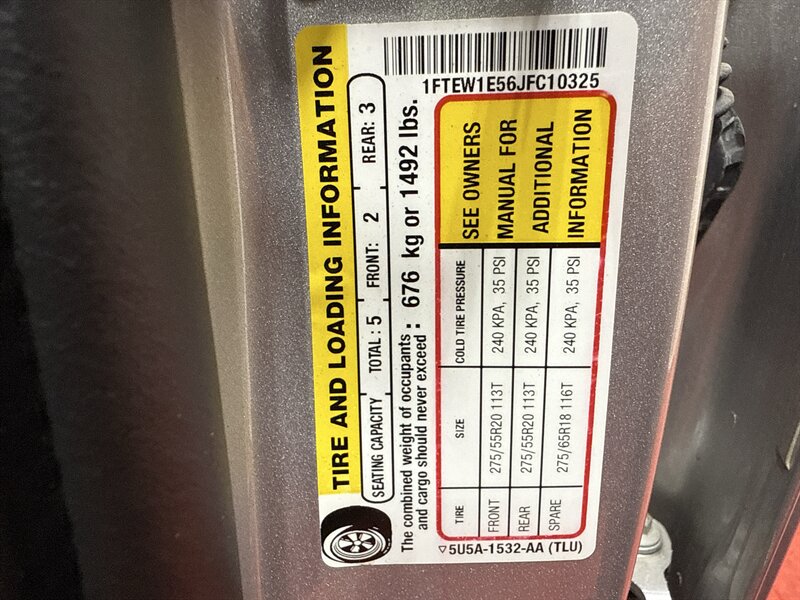 TIRE AND LOADING INFORMATION
SEATING CAPACITY TOTAL : 5 FRONT: 2 REAR: 3
The combined weight of occupants
and cargo should never exceed : 676 kg or 1492 lbs.
1FTEW1E56JFC10325
TIRE SIZE COLD TIRE PRESSURE
FRONT 275/55R20 113T 240 KPA, 35 PSI
REAR 275/55R20 113T 240 KPA, 35 PSI
SPARE 275/65R18 116T 240 KPA, 35 PSI
SEE OWNERS
MANUAL FOR
ADDITIONAL
INFORMATION
▽5U5A-1532-AA (TLU)